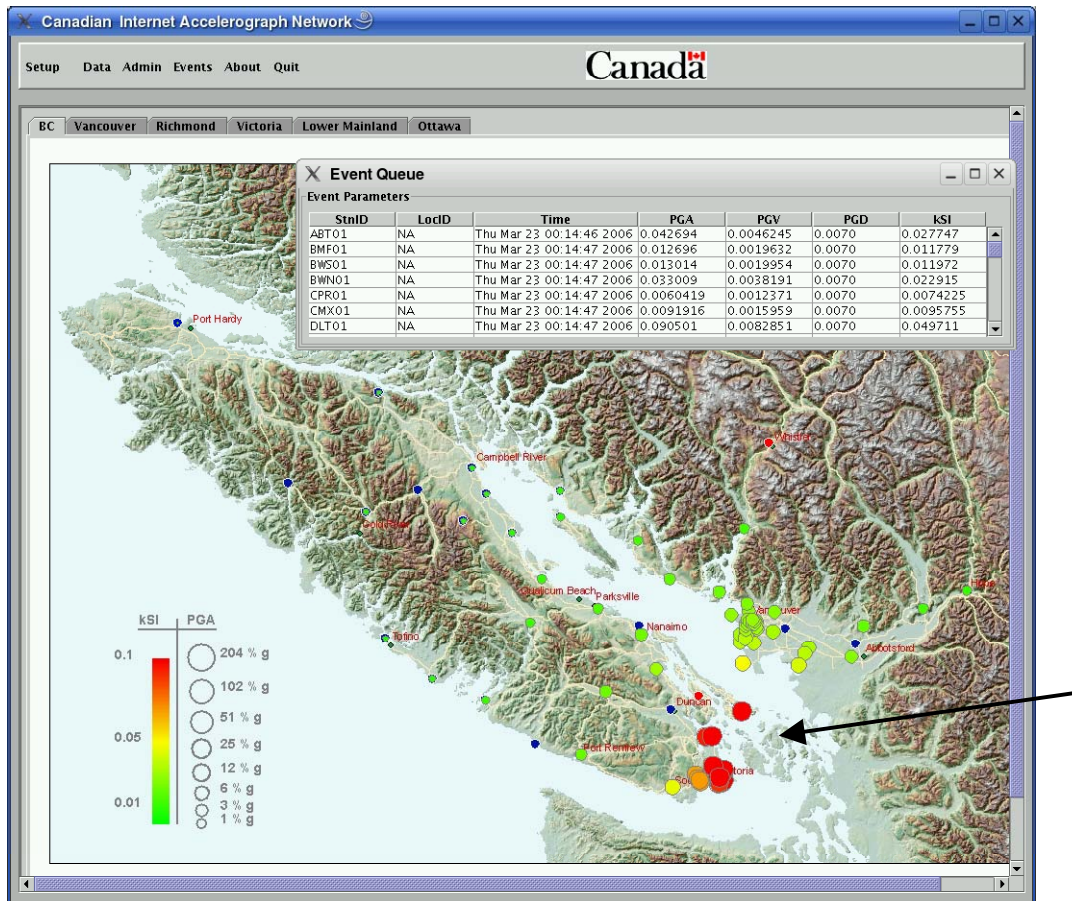 Canadian Internet Accelerograph Network
Setup Data Admin Events About Quit
Canada
BC Vancouver Richmond Victoria Lower Mainland Ottawa
Event Queue
Event Parameters
StnID LocID Time PGA PGV PGD kSI
ABT01 NA Thu Mar 23 00:14:46 2006 0.042694 0.0046245 0.0070 0.027747
BMF01 NA Thu Mar 23 00:14:47 2006 0.012696 0.0019632 0.0070 0.011779
BWS01 NA Thu Mar 23 00:14:47 2006 0.013014 0.0019954 0.0070 0.011972
BWN01 NA Thu Mar 23 00:14:47 2006 0.033009 0.0038191 0.0070 0.022915
CPR01 NA Thu Mar 23 00:14:47 2006 0.0060419 0.0012371 0.0070 0.0074225
CMX01 NA Thu Mar 23 00:14:47 2006 0.0091916 0.0015959 0.0070 0.0095755
DLT01 NA Thu Mar 23 00:14:47 2006 0.090501 0.0082851 0.0070 0.049711
Port Hardy
Whistler
Campbell River
Qualicum Beach
Parksville
Hope
Vancouver
Nanaimo
Tofino
Abbotsford
Duncan
Port Renfrew
kSI PGA
0.1
204 % g
102 % g
51 % g
0.05
25 % g
12 % g
6 % g
0.01
3 % g
1 % g